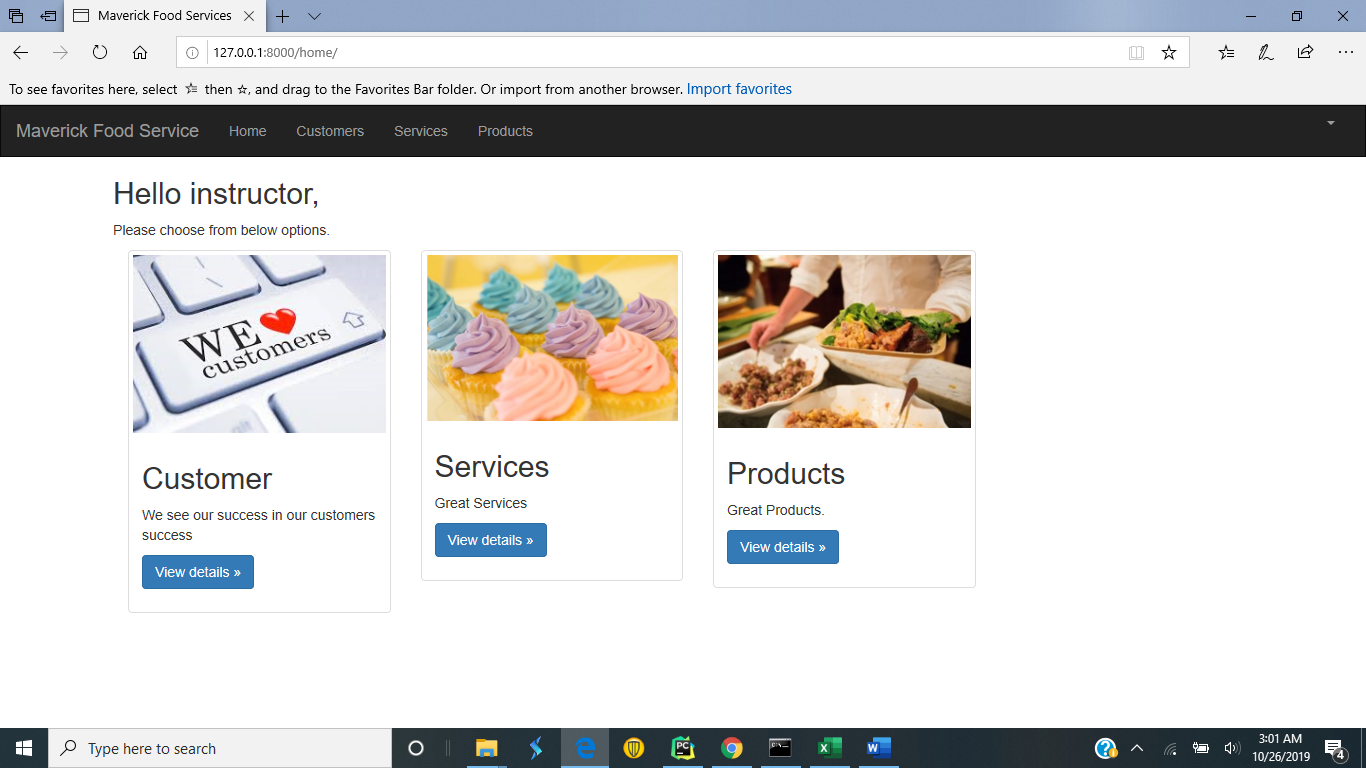 Maverick Food Services
127.0.0.1:8000/home/
To see favorites here, select then ☆, and drag to the Favorites Bar folder. Or import from another browser. Import favorites
Maverick Food Service Home Customers Services Products
Hello instructor,
Please choose from below options.
WE ❤
customers
Customer
We see our success in our customers
success
View details »
Services
Great Services
View details »
Products
Great Products.
View details »
Type here to search
PC
3:01 AM
10/26/2019
4